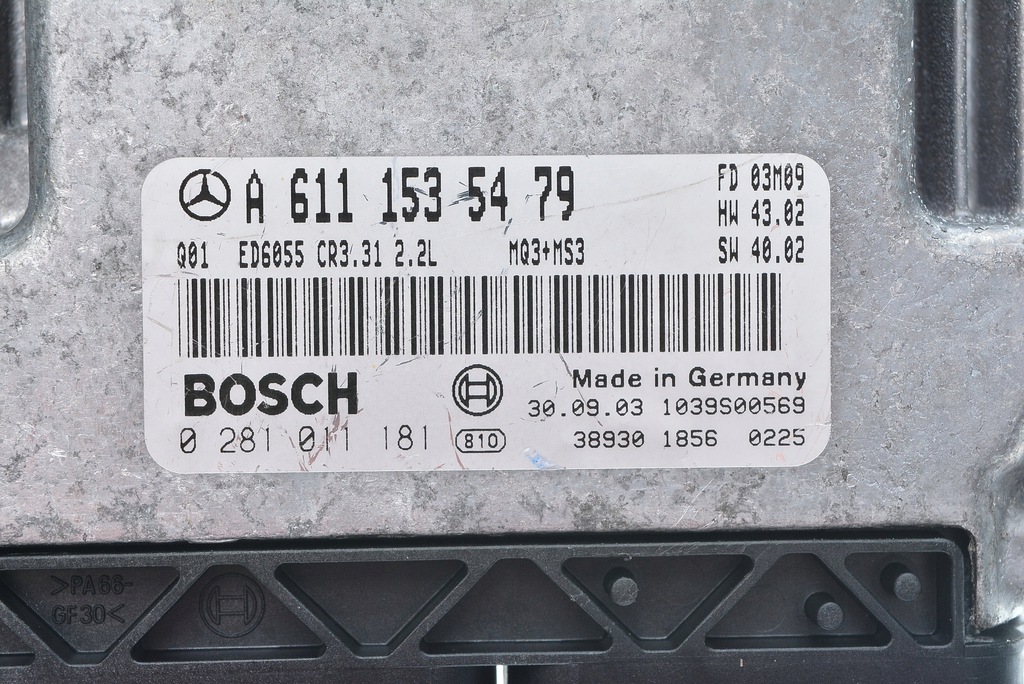 A 611 153 54 79
FD 03M09
HW 43.02
Q01 ED6055 CR3.31 2.2L MQ3+MS3 SW 40.02
BOSCH
Made in Germany
30.09.03 1039S00569
0 281 011 181 810 38930 1856 0225
>PA66-
GF30<